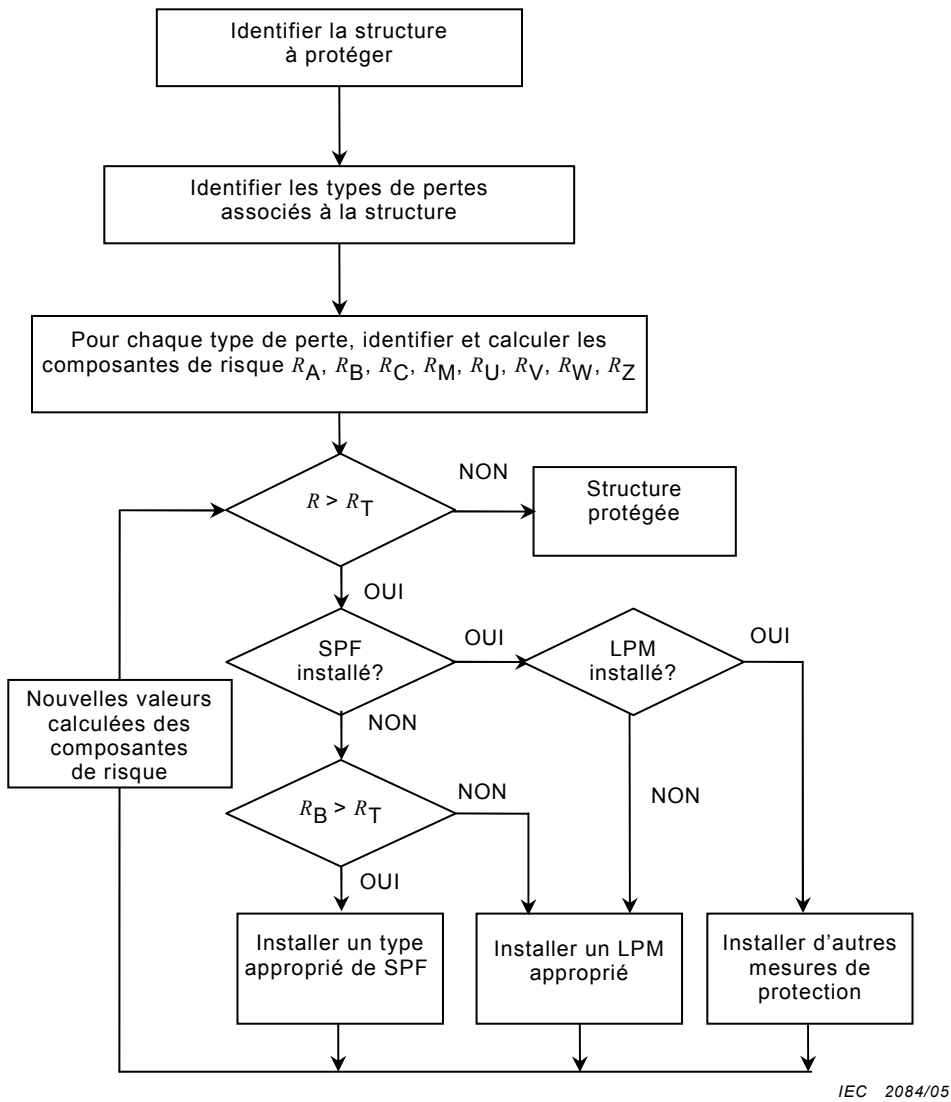 Identifier la structure
à protéger
Identifier les types de pertes
associés à la structure
Pour chaque type de perte, identifier et calculer les
composantes de risque RA, RB, RC, RM, RU, RV, RW, RZ
R > RT
NON
Structure
protégée
OUI
SPF
installé?
OUI
LPM
installé?
OUI
Nouvelles valeurs
calculées des
composantes
de risque
NON
RB > RT
NON
NON
OUI
Installer un type
approprié de SPF
Installer un LPM
approprié
Installer d'autres
mesures de
protection
IEC 2084/05